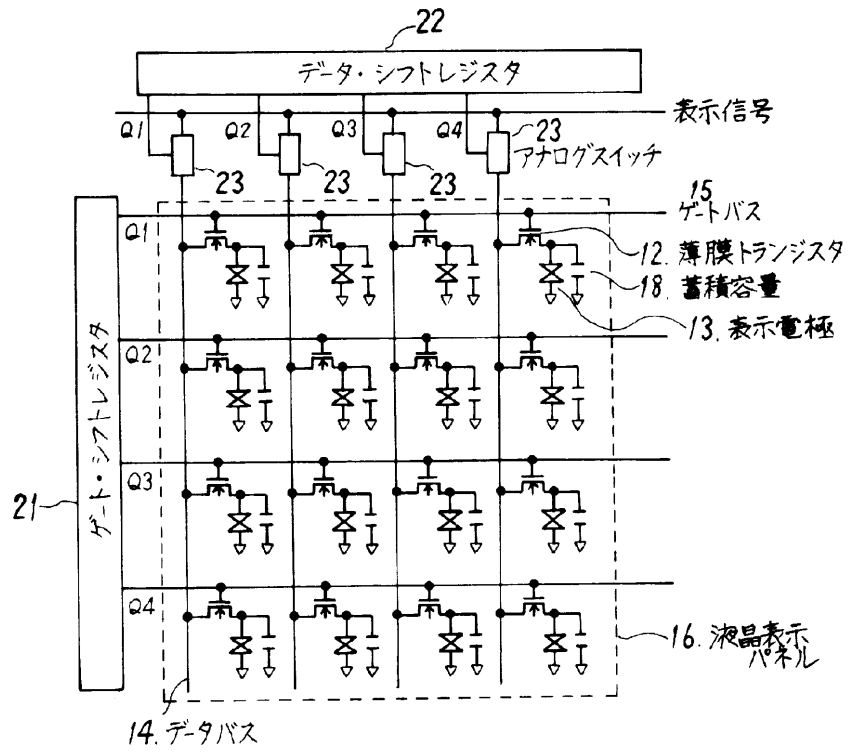 22
データ・シフトレジスタ
表示信号
Q1
Q2
Q3
Q4
23
アナログスイッチ
23
23
23
15
ゲートバス
Q1
12. 薄膜トランジスタ
18. 蓄積容量
13. 表示電極
Q2
ゲート・シフトレジスタ
21
Q3
Q4
16. 液晶表示
パネル
14. データバス